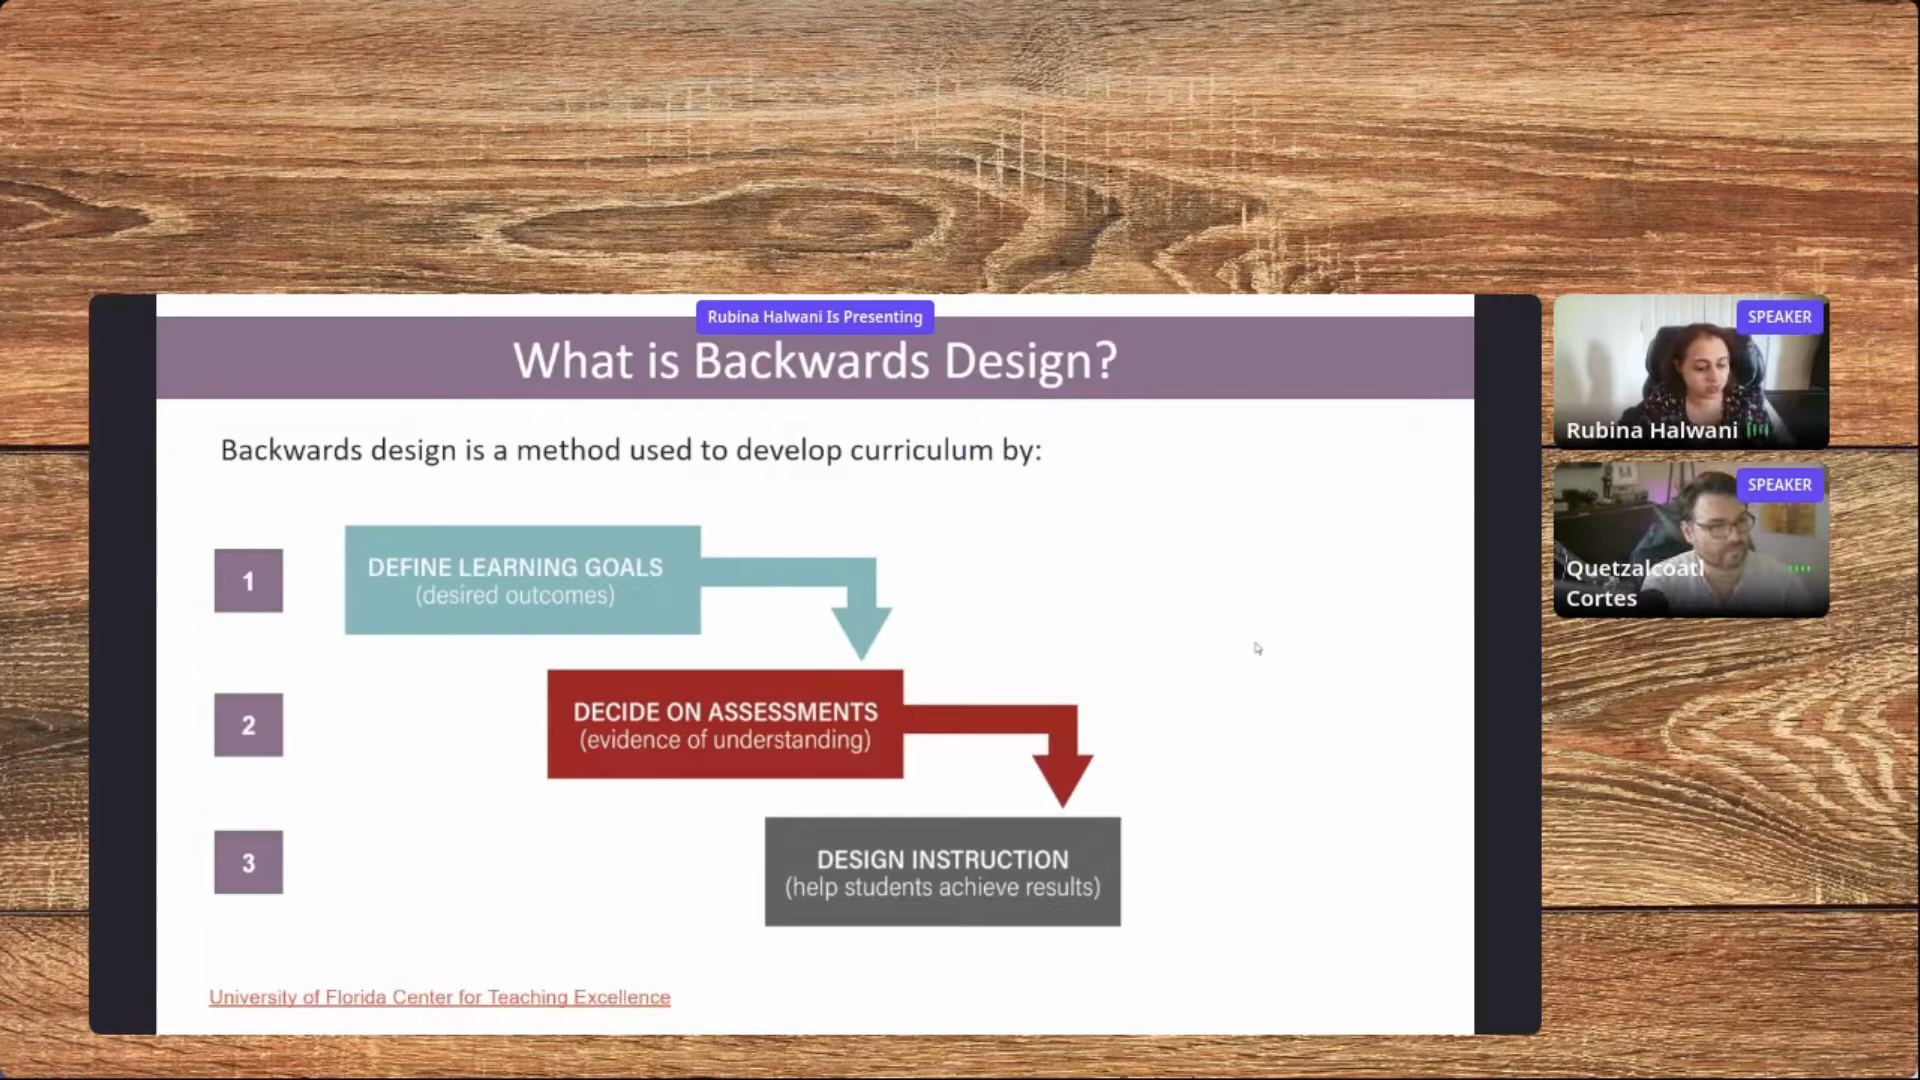 Rubina Halwani Is Presenting
What is Backwards Design?
Backwards design is a method used to develop curriculum by:
1
DEFINE LEARNING GOALS
(desired outcomes)
2
DECIDE ON ASSESSMENTS
(evidence of understanding)
3
DESIGN INSTRUCTION
(help students achieve results)
University of Florida Center for Teaching Excellence
SPEAKER
Rubina Halwani
SPEAKER
Quetzalcoatl
Cortes